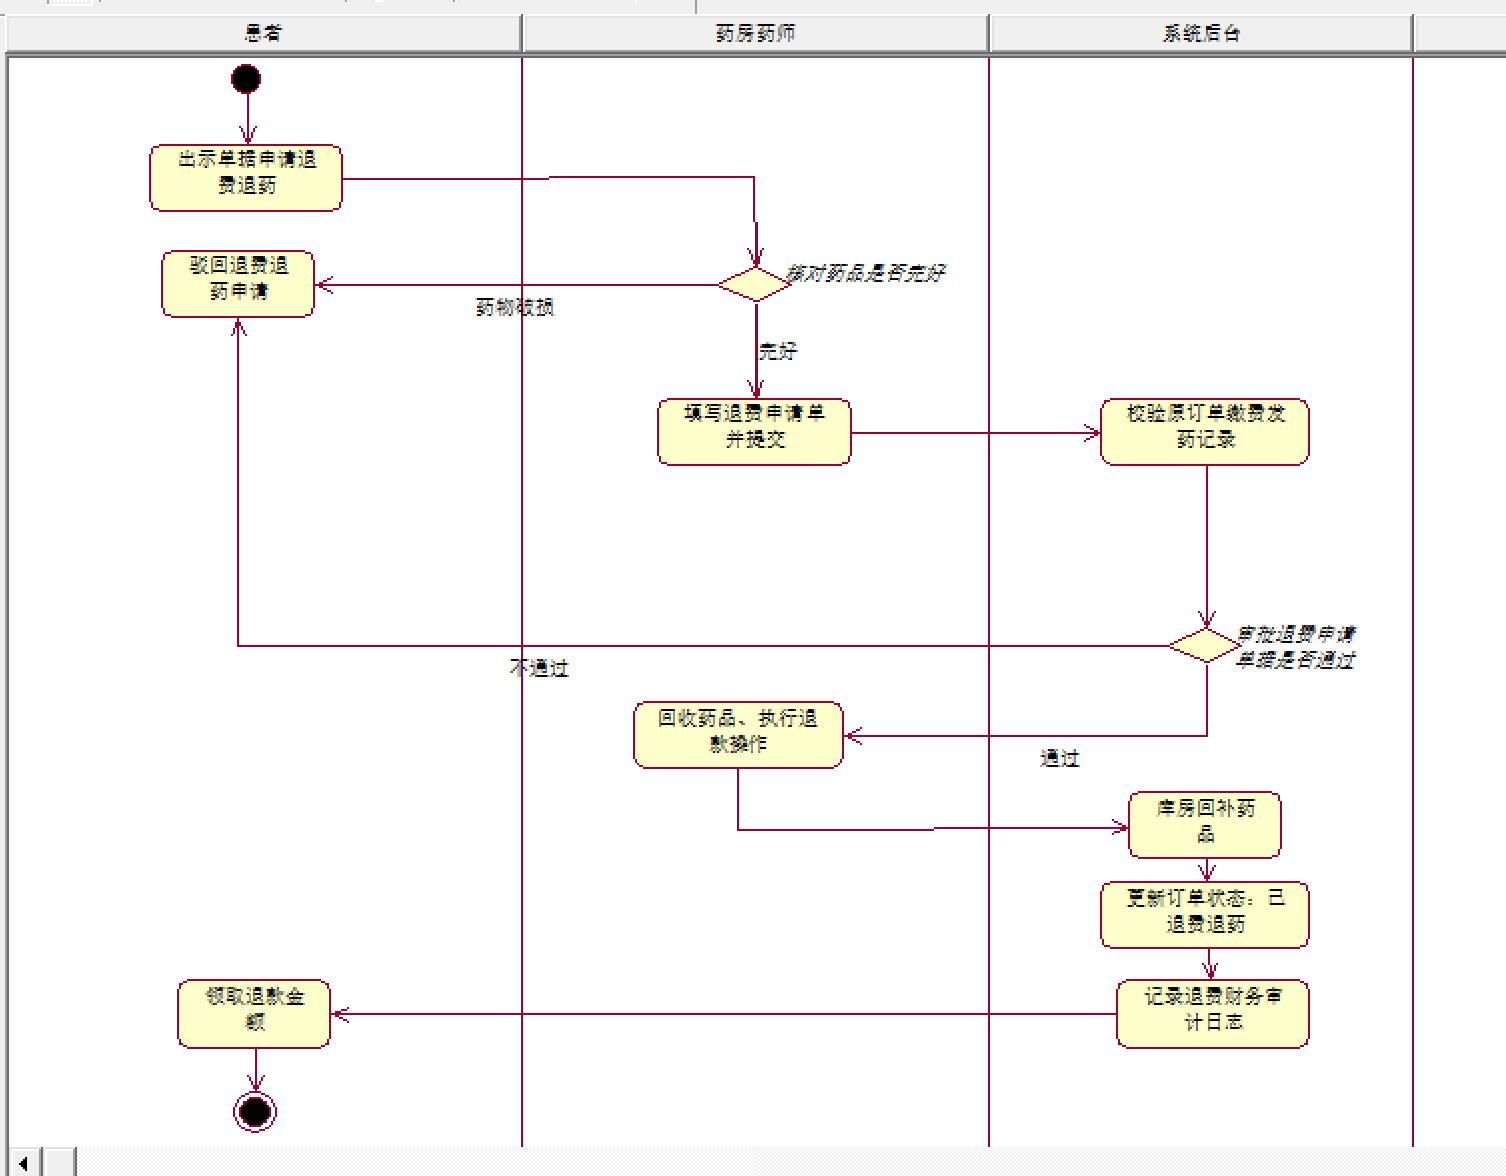 患者
药房药师
系统后台
出示单据申请退
费退药
驳回退费退
药申请
核对药品是否完好
药物破损
完好
填写退费申请单
并提交
校验原订单缴费发
药记录
审批退费申请
单据是否通过
不通过
回收药品、执行退
款操作
通过
库房回补药
品
更新订单状态：已
退费退药
领取退款金
额
记录退费财务审
计日志